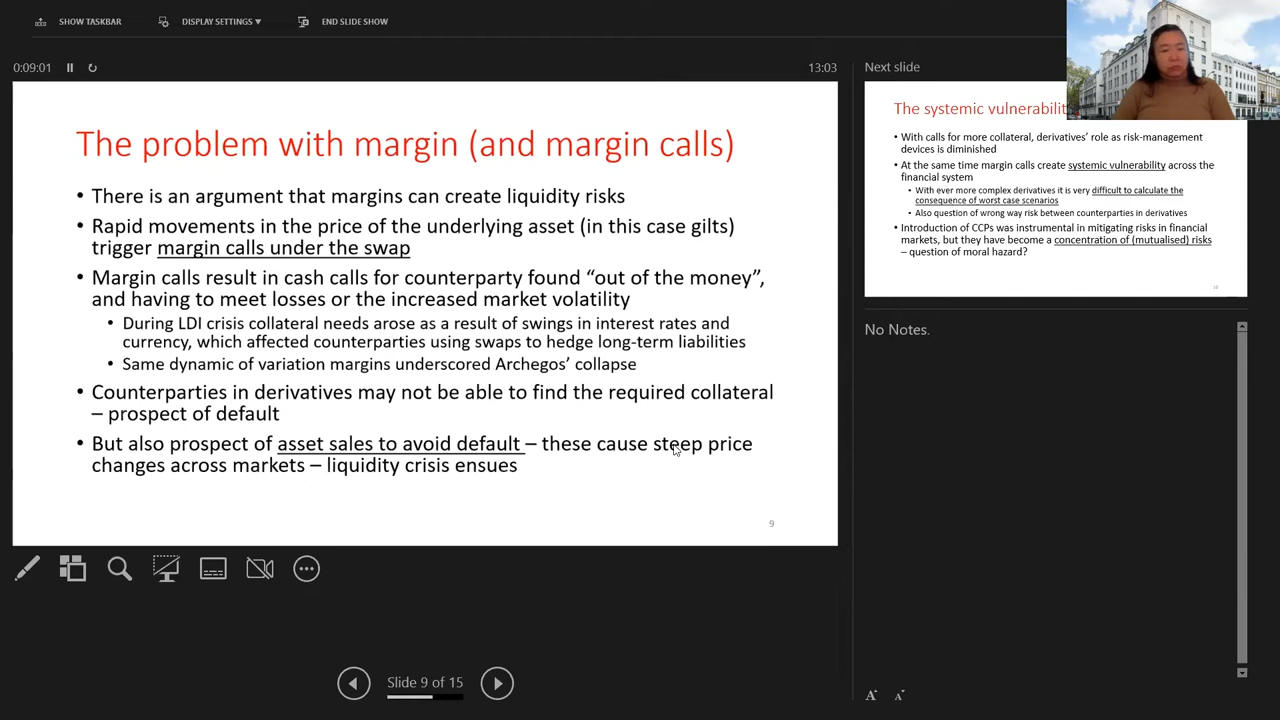 SHOW TASKBAR
DISPLAY SETTINGS ▼
END SLIDE SHOW
0:09:01
13:03
The problem with margin (and margin calls)
• There is an argument that margins can create liquidity risks
• Rapid movements in the price of the underlying asset (in this case gilts)
trigger margin calls under the swap
• Margin calls result in cash calls for counterparty found “out of the money”,
and having to meet losses or the increased market volatility
• During LDI crisis collateral needs arose as a result of swings in interest rates and
currency, which affected counterparties using swaps to hedge long-term liabilities
• Same dynamic of variation margins underscored Archegos’ collapse
• Counterparties in derivatives may not be able to find the required collateral
– prospect of default
• But also prospect of asset sales to avoid default – these cause steep price
changes across markets – liquidity crisis ensues
9
Slide 9 of 15
Next slide
The systemic vulnerabilit
• With calls for more collateral, derivatives’ role as risk-management
devices is diminished
• At the same time margin calls create systemic vulnerability across the
financial system
• With ever more complex derivatives it is very difficult to calculate the
consequence of worst case scenarios
• Also question of wrong way risk between counterparties in derivatives
• Introduction of CCPs was instrumental in mitigating risks in financial
markets, but they have become a concentration of (mutualised) risks
– question of moral hazard?
10
No Notes.
A A